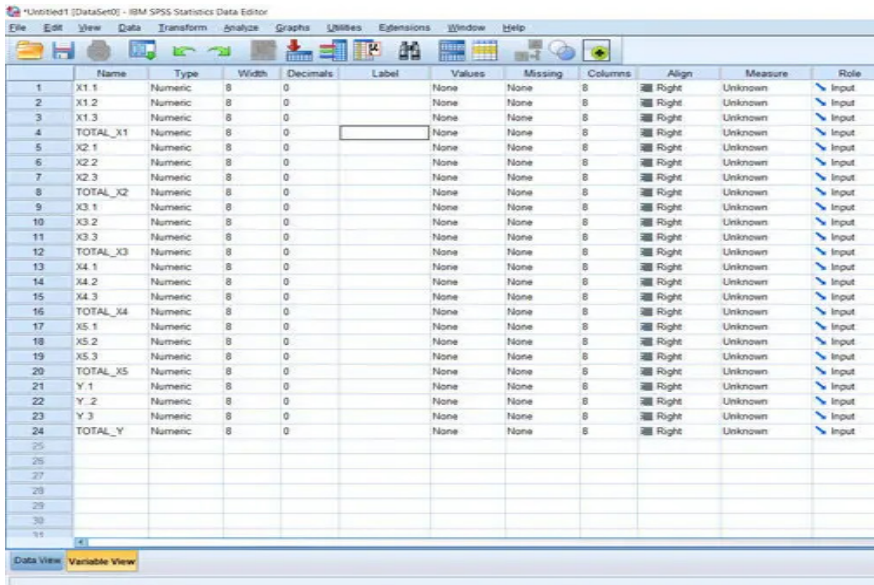 *Untitled1 [DataSet0] - IBM SPSS Statistics Data Editor
File Edit View Data Transform Analyze Graphs Utilities Extensions Window Help
Name Type Width Decimals Label Values Missing Columns Align Measure Role
1 X1.1 Numeric 8 0 None None 8 Right Unknown Input
2 X1.2 Numeric 8 0 None None 8 Right Unknown Input
3 X1.3 Numeric 8 0 None None 8 Right Unknown Input
4 TOTAL_X1 Numeric 8 0 None None 8 Right Unknown Input
5 X2.1 Numeric 8 0 None None 8 Right Unknown Input
6 X2.2 Numeric 8 0 None None 8 Right Unknown Input
7 X2.3 Numeric 8 0 None None 8 Right Unknown Input
8 TOTAL_X2 Numeric 8 0 None None 8 Right Unknown Input
9 X3.1 Numeric 8 0 None None 8 Right Unknown Input
10 X3.2 Numeric 8 0 None None 8 Right Unknown Input
11 X3.3 Numeric 8 0 None None 8 Right Unknown Input
12 TOTAL_X3 Numeric 8 0 None None 8 Right Unknown Input
13 X4.1 Numeric 8 0 None None 8 Right Unknown Input
14 X4.2 Numeric 8 0 None None 8 Right Unknown Input
15 X4.3 Numeric 8 0 None None 8 Right Unknown Input
16 TOTAL_X4 Numeric 8 0 None None 8 Right Unknown Input
17 X5.1 Numeric 8 0 None None 8 Right Unknown Input
18 X5.2 Numeric 8 0 None None 8 Right Unknown Input
19 X5.3 Numeric 8 0 None None 8 Right Unknown Input
20 TOTAL_X5 Numeric 8 0 None None 8 Right Unknown Input
21 Y.1 Numeric 8 0 None None 8 Right Unknown Input
22 Y..2 Numeric 8 0 None None 8 Right Unknown Input
23 Y.3 Numeric 8 0 None None 8 Right Unknown Input
24 TOTAL_Y Numeric 8 0 None None 8 Right Unknown Input
25
26
27
28
29
30
31
Data View Variable View